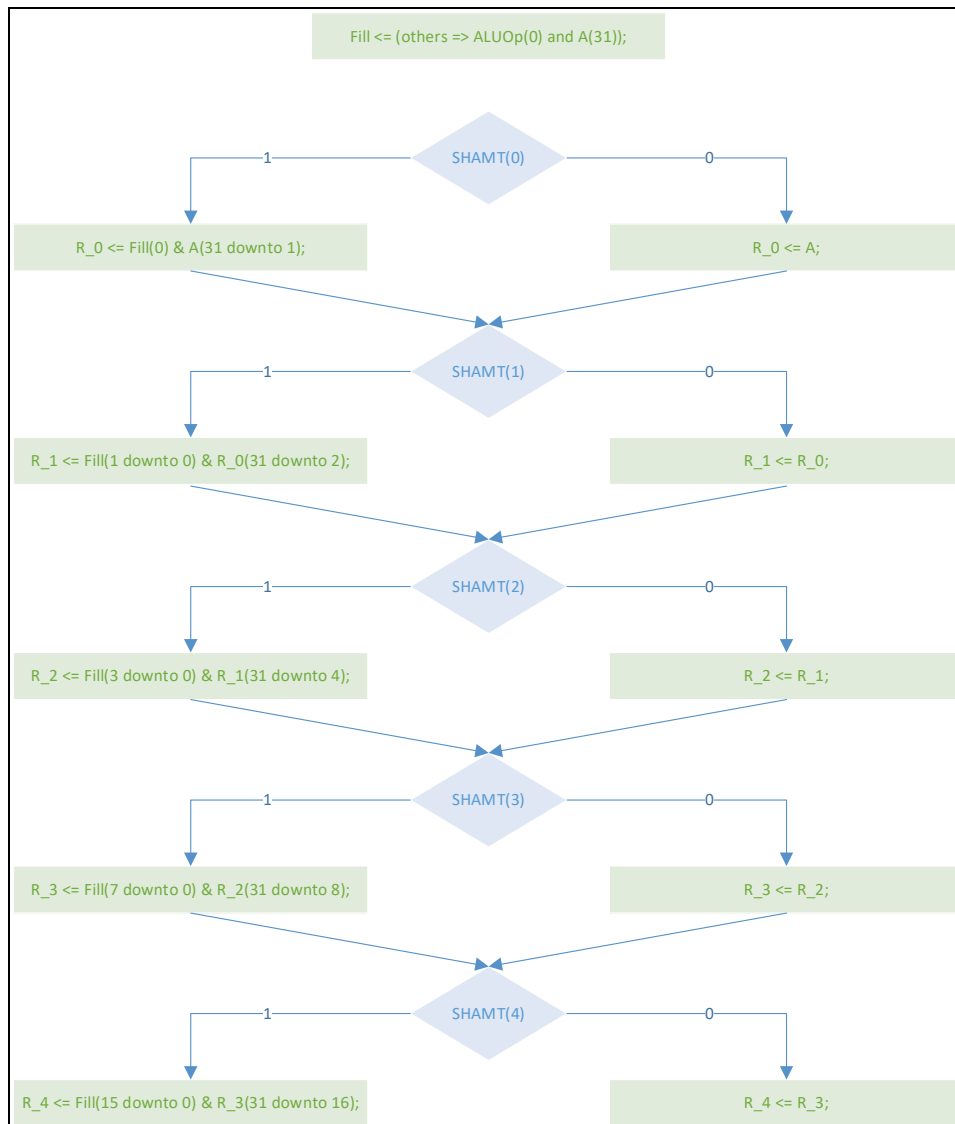 Fill <= (others => ALUOp(0) and A(31));
SHAMT(0)
1
0
R_0 <= Fill(0) & A(31 downto 1);
R_0 <= A;
SHAMT(1)
1
0
R_1 <= Fill(1 downto 0) & R_0(31 downto 2);
R_1 <= R_0;
SHAMT(2)
1
0
R_2 <= Fill(3 downto 0) & R_1(31 downto 4);
R_2 <= R_1;
SHAMT(3)
1
0
R_3 <= Fill(7 downto 0) & R_2(31 downto 8);
R_3 <= R_2;
SHAMT(4)
1
0
R_4 <= Fill(15 downto 0) & R_3(31 downto 16);
R_4 <= R_3;